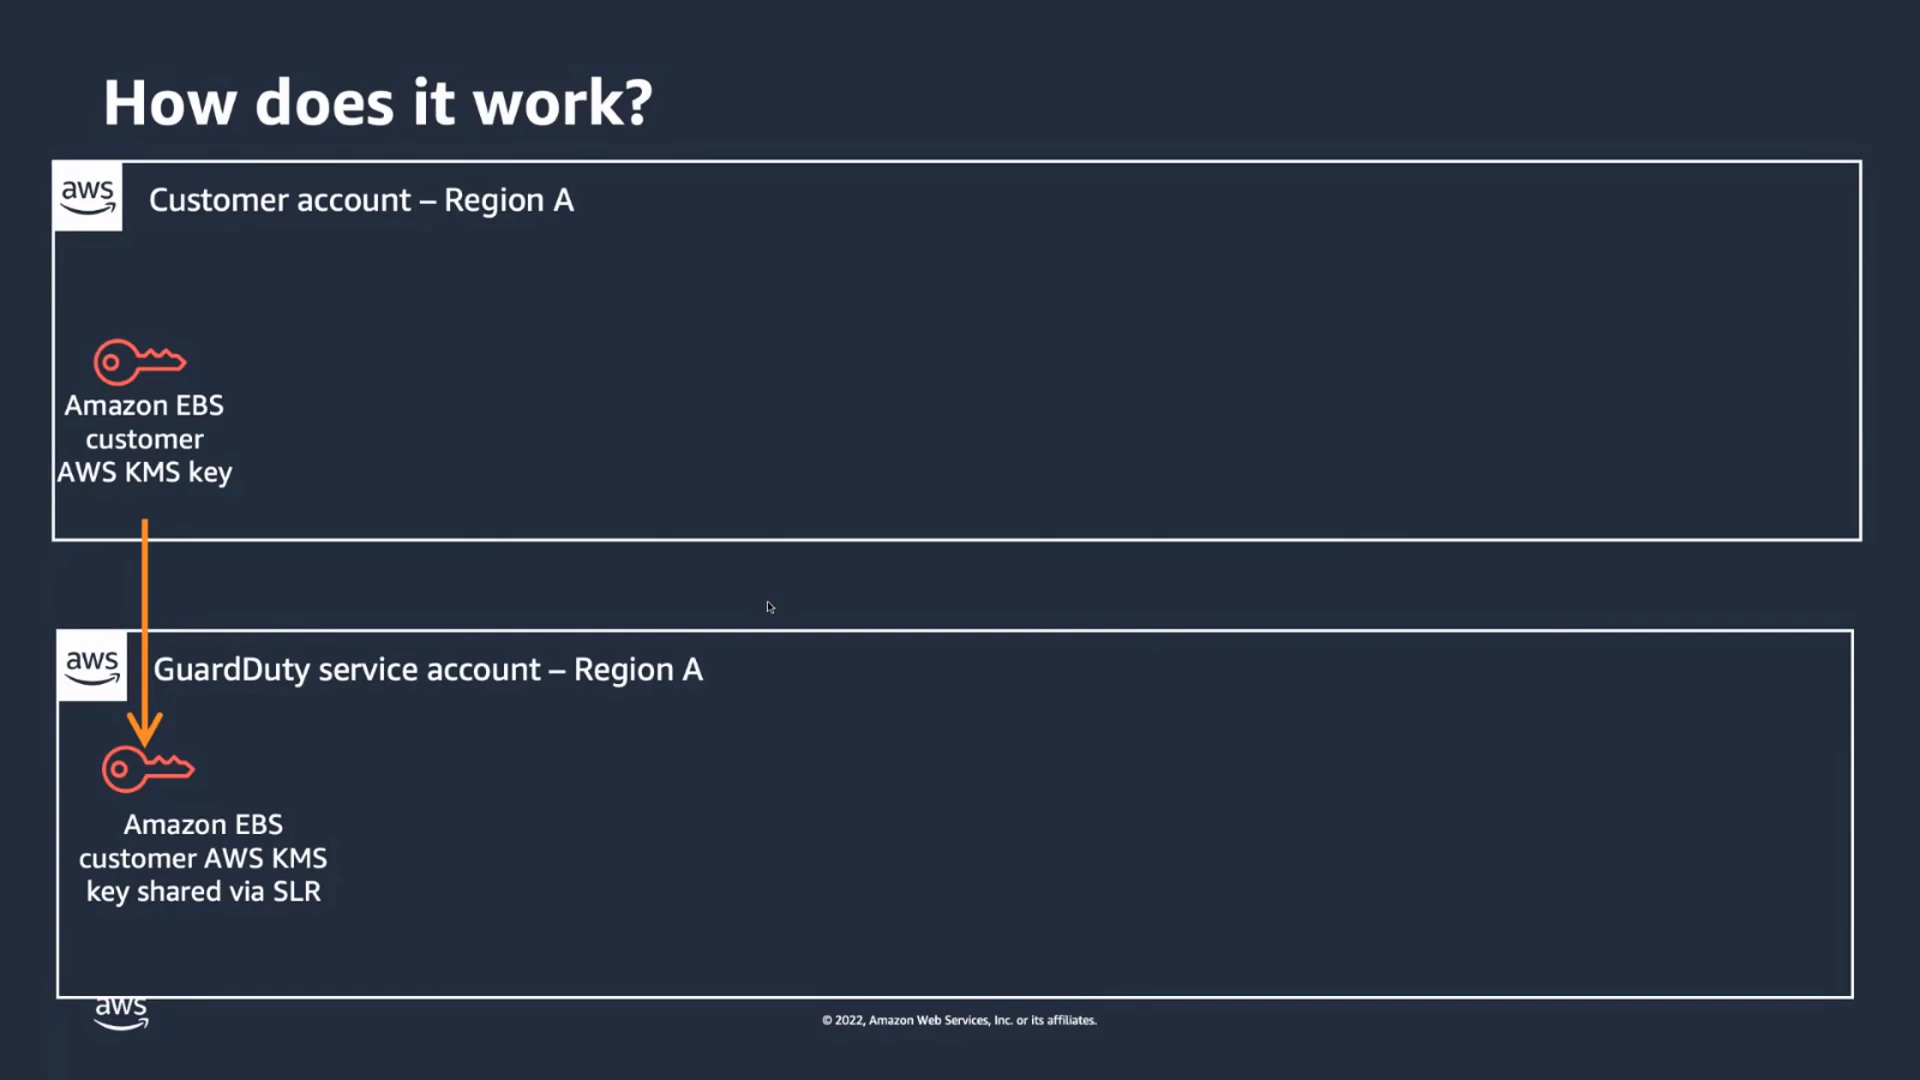 How does it work?
aws
Customer account – Region A
Amazon EBS
customer
AWS KMS key
aws
GuardDuty service account – Region A
Amazon EBS
customer AWS KMS
key shared via SLR
aws
© 2022, Amazon Web Services, Inc. or its affiliates.